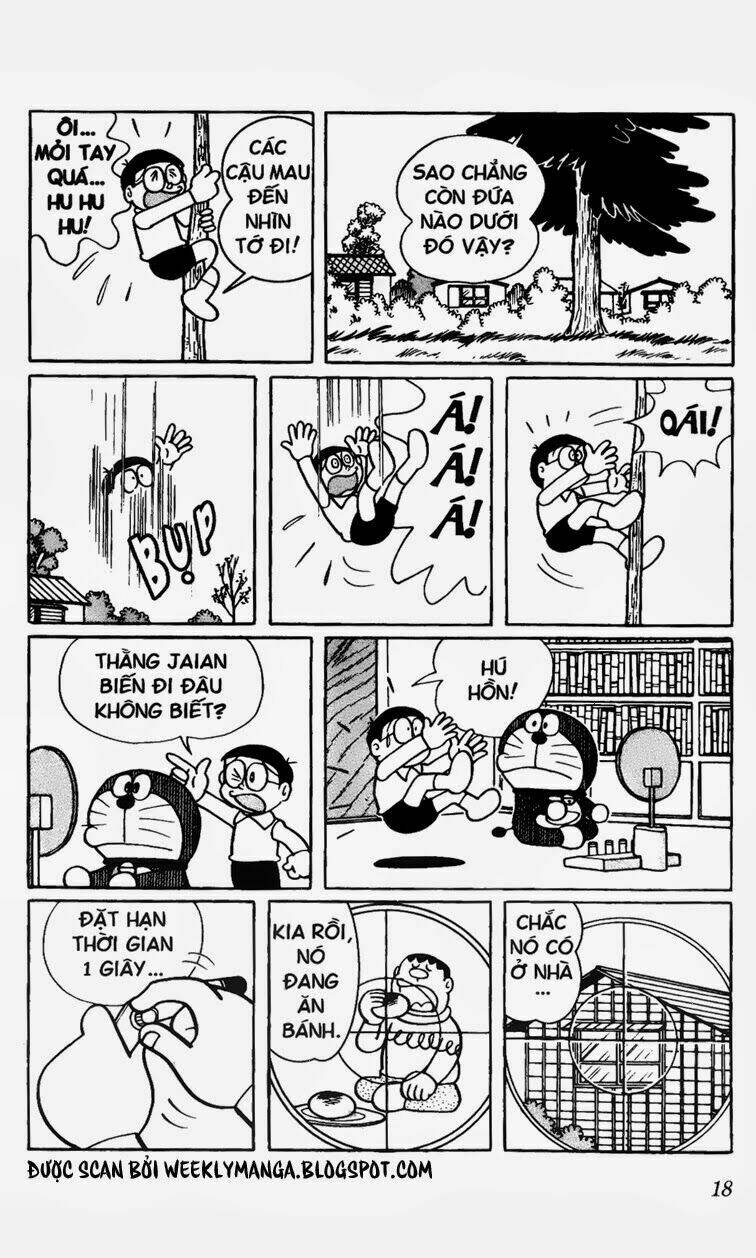 SAO CHẲNG
CÒN ĐỨA
NÀO DƯỚI
ĐÓ VẬY?
CÁC
CẬU MAU
ĐẾN
NHÌN
TỚ ĐI!
ÔI...
MỎI TAY
QUÁ...
HU HU
HU!
OÁI!
Á!
Á!
Á!
BỤP
HÚ
HỒN!
THẰNG JAIAN
BIẾN ĐI ĐÂU
KHÔNG BIẾT?
CHẮC
NÓ CÓ
Ở NHÀ
...
KIA RỒI,
NÓ
ĐANG
ĂN
BÁNH.
ĐẶT HẠN
THỜI GIAN
1 GIÂY...
ĐƯỢC SCAN BỞI WEEKLYMANGA.BLOGSPOT.COM
18